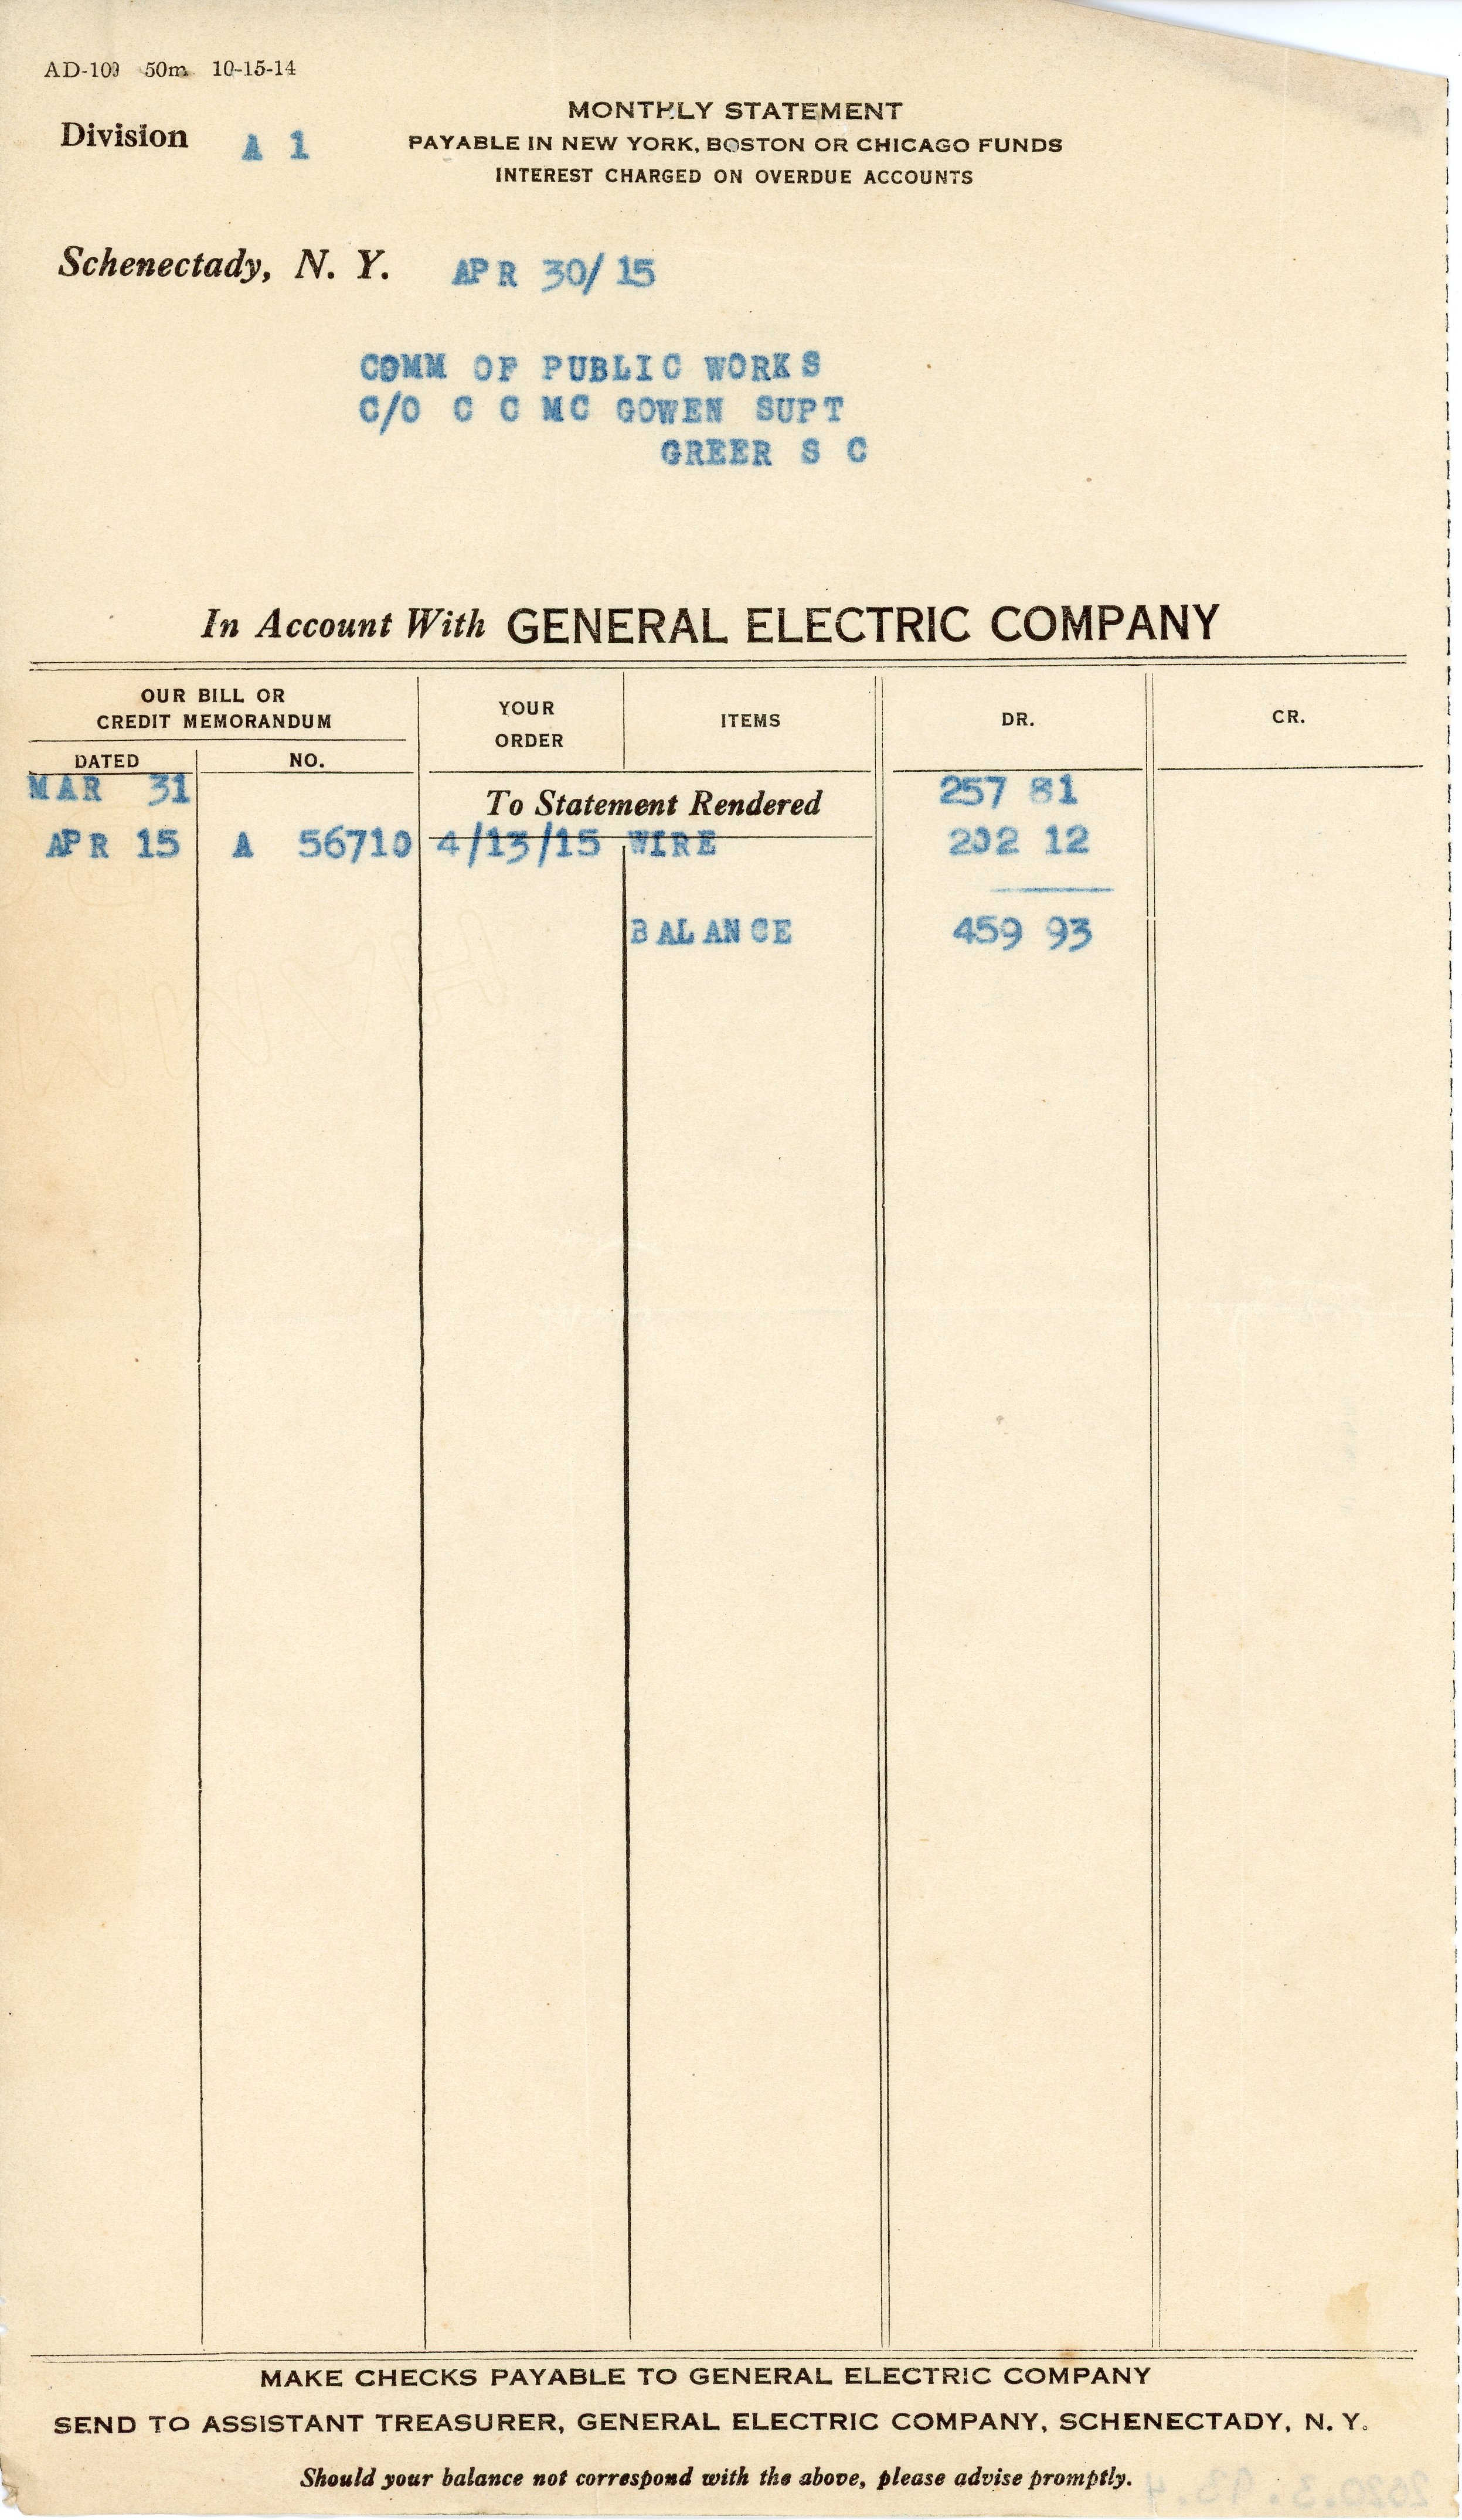 AD-109 50m 10-15-14
MONTHLY STATEMENT
Division A 1
PAYABLE IN NEW YORK, BOSTON OR CHICAGO FUNDS
INTEREST CHARGED ON OVERDUE ACCOUNTS
Schenectady, N. Y. APR 30/15
COMM OF PUBLIC WORKS
C/O C C MC GOWEN SUPT
GREER S C
In Account With GENERAL ELECTRIC COMPANY
OUR BILL OR
CREDIT MEMORANDUM
YOUR
ORDER
ITEMS
DR.
CR.
DATED NO.
MAR 31 To Statement Rendered 257 81
APR 15 A 56710 4/13/15 WIRE 202 12
BALANCE 459 93
MAKE CHECKS PAYABLE TO GENERAL ELECTRIC COMPANY
SEND TO ASSISTANT TREASURER, GENERAL ELECTRIC COMPANY, SCHENECTADY, N. Y.
Should your balance not correspond with the above, please advise promptly.